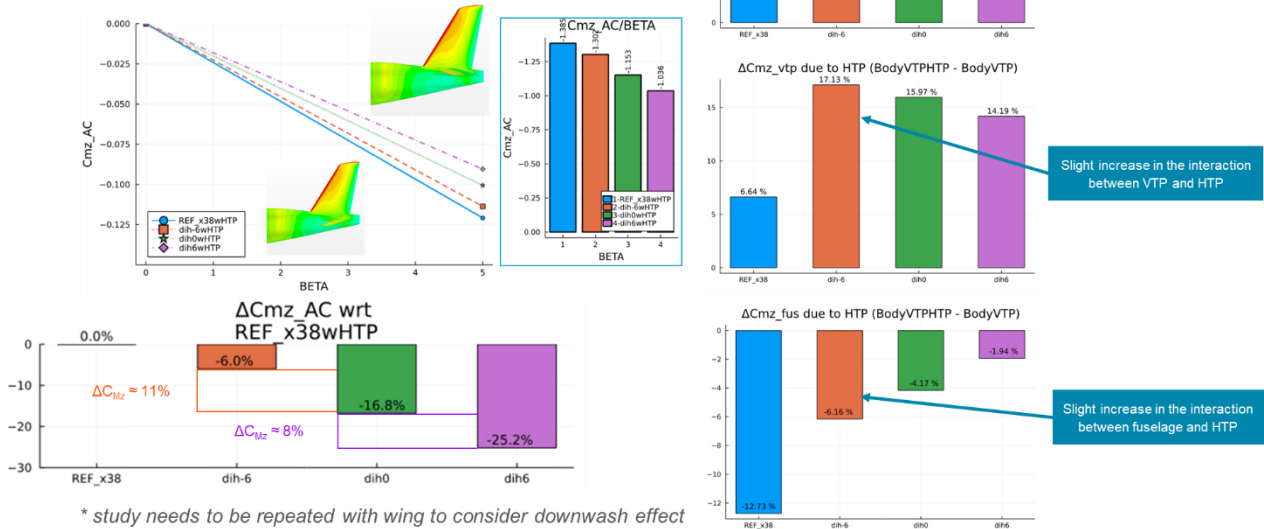 0.000
−0.025
−0.050
−0.075
−0.100
−0.125
Cmz_AC
REF_x38wHTP
dih-6wHTP
dih0wHTP
dih6wHTP
0
1
2
3
4
5
BETA
Cmz_AC/BETA
−1.385
−1.302
−1.153
−1.036
−1.25
−1.00
−0.75
−0.50
−0.25
−0.00
Cmz_AC
1-REF_x38wHTP
2-dih-6wHTP
3-dih0wHTP
4-dih6wHTP
1
2
3
4
BETA
ΔCmz_AC wrt
REF_x38wHTP
0
−10
−20
−30
0.0%
-6.0%
-16.8%
-25.2%
ΔCMz ≈ 11%
ΔCMz ≈ 8%
REF_x38
dih-6
dih0
dih6
* study needs to be repeated with wing to consider downwash effect
0
REF_x38
dih-6
dih0
dih6
ΔCmz_vtp due to HTP (BodyVTPHTP - BodyVTP)
15
10
5
0
6.64 %
17.13 %
15.97 %
14.19 %
REF_x38
dih-6
dih0
dih6
Slight increase in the interaction
between VTP and HTP
ΔCmz_fus due to HTP (BodyVTPHTP - BodyVTP)
0
−2
−4
−6
−8
−10
−12
-12.73 %
-6.16 %
-4.17 %
-1.94 %
REF_x38
dih-6
dih0
dih6
Slight increase in the interaction
between fuselage and HTP